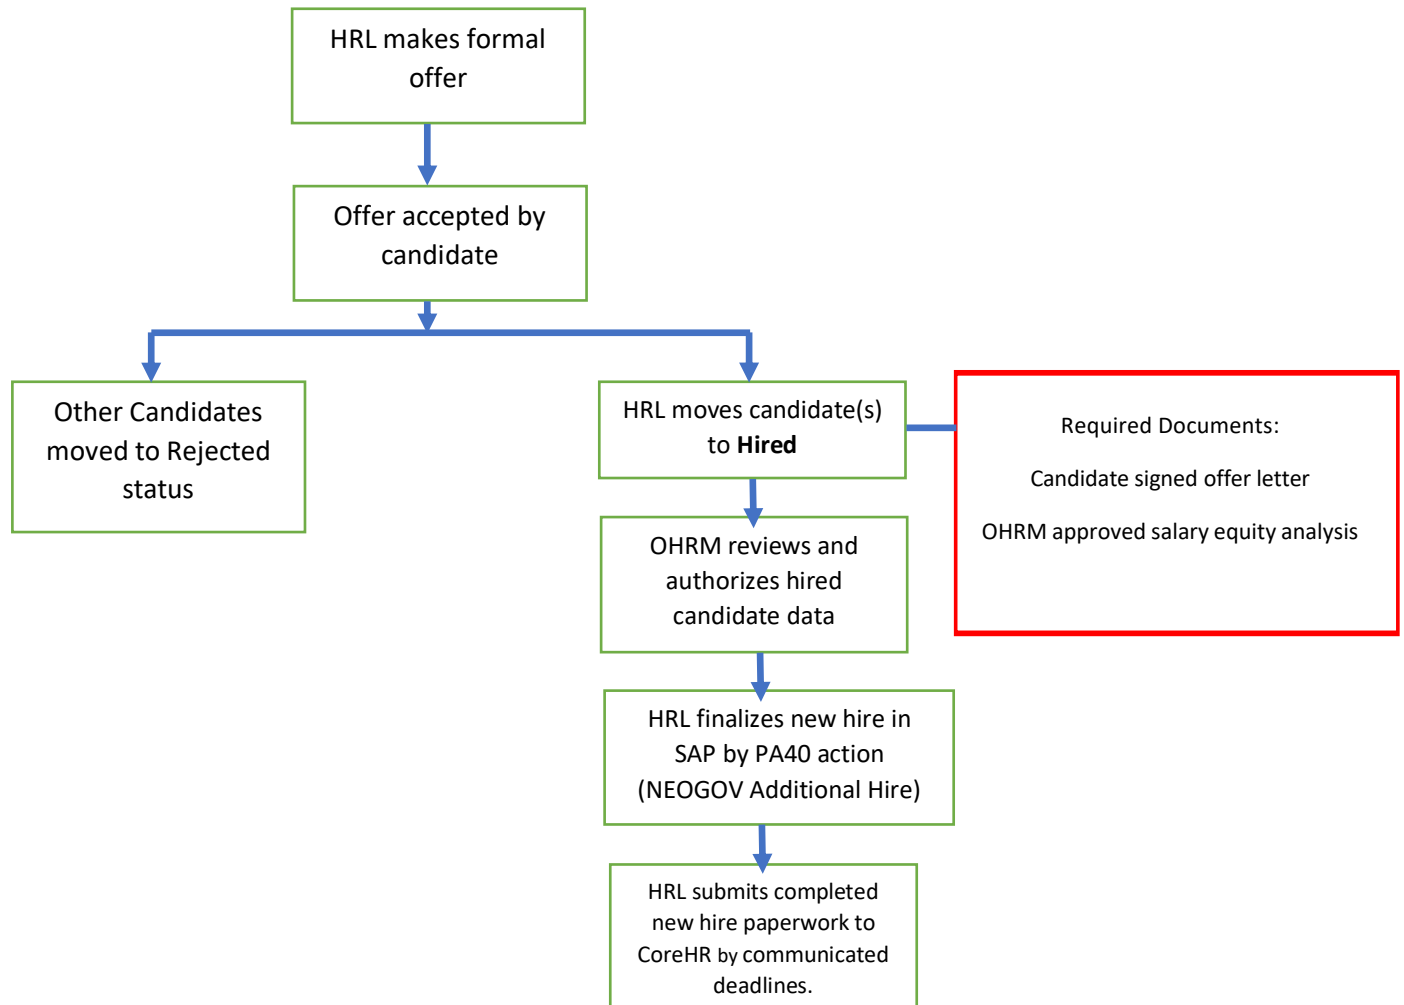 HRL makes formal
offer
Offer accepted by
candidate
Other Candidates
moved to Rejected
status
HRL moves candidate(s)
to Hired
Required Documents:
Candidate signed offer letter
OHRM approved salary equity analysis
OHRM reviews and
authorizes hired
candidate data
HRL finalizes new hire in
SAP by PA40 action
(NEOGOV Additional Hire)
HRL submits completed
new hire paperwork to
CoreHR by communicated
deadlines.